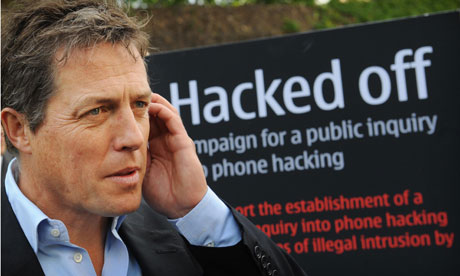 Hacked off
mpaign for a public inquiry
o phone hacking
ort the establishment of a
nquiry into phone hacking
es of illegal intrusion by